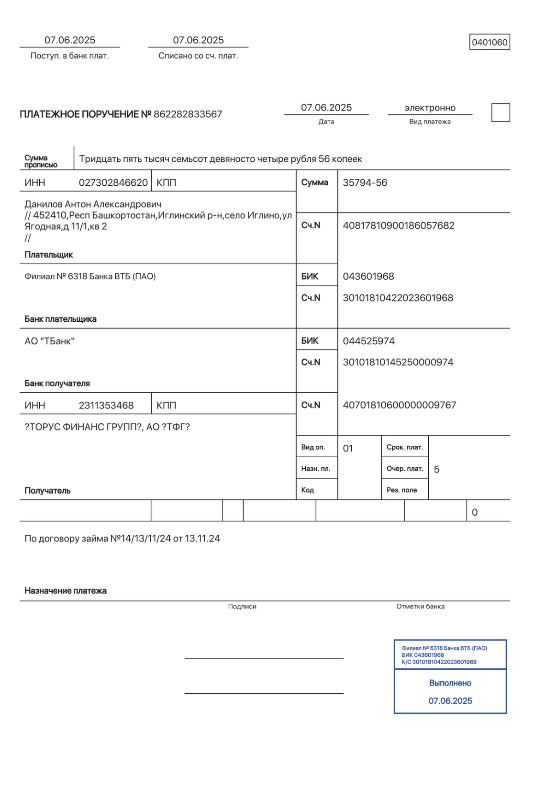 07.06.2025 07.06.2025 0401060
Поступ. в банк плат. Списано со сч. плат.
ПЛАТЕЖНОЕ ПОРУЧЕНИЕ № 862282833567 07.06.2025 электронно
Дата Вид платежа
Сумма прописью Тридцать пять тысяч семьсот девяносто четыре рубля 56 копеек
ИНН 027302846620 КПП Сумма 35794-56
Данилов Антон Александрович
// 452410,Респ Башкортостан,Иглинский р-н,село Иглино,ул
Ягодная,д 11/1,кв 2 Сч.N 40817810900186057682
//
Плательщик
Филиал № 6318 Банка ВТБ (ПАО) БИК 043601968
Сч.N 30101810422023601968
Банк плательщика
АО "ТБанк" БИК 044525974
Сч.N 30101810145250000974
Банк получателя
ИНН 2311353468 КПП Сч.N 40701810600000009767
?ТОРУС ФИНАНС ГРУПП?, АО ?ТФГ?
Вид оп. 01 Срок. плат.
Назн. пл. Очер. плат. 5
Получатель Код Рез. поле
0
По договору займа №14/13/11/24 от 13.11.24
Назначение платежа
Подписи Отметки банка
Филиал № 6318 Банка ВТБ (ПАО)
БИК 043601968
К/С 30101810422023601968
Выполнено
07.06.2025